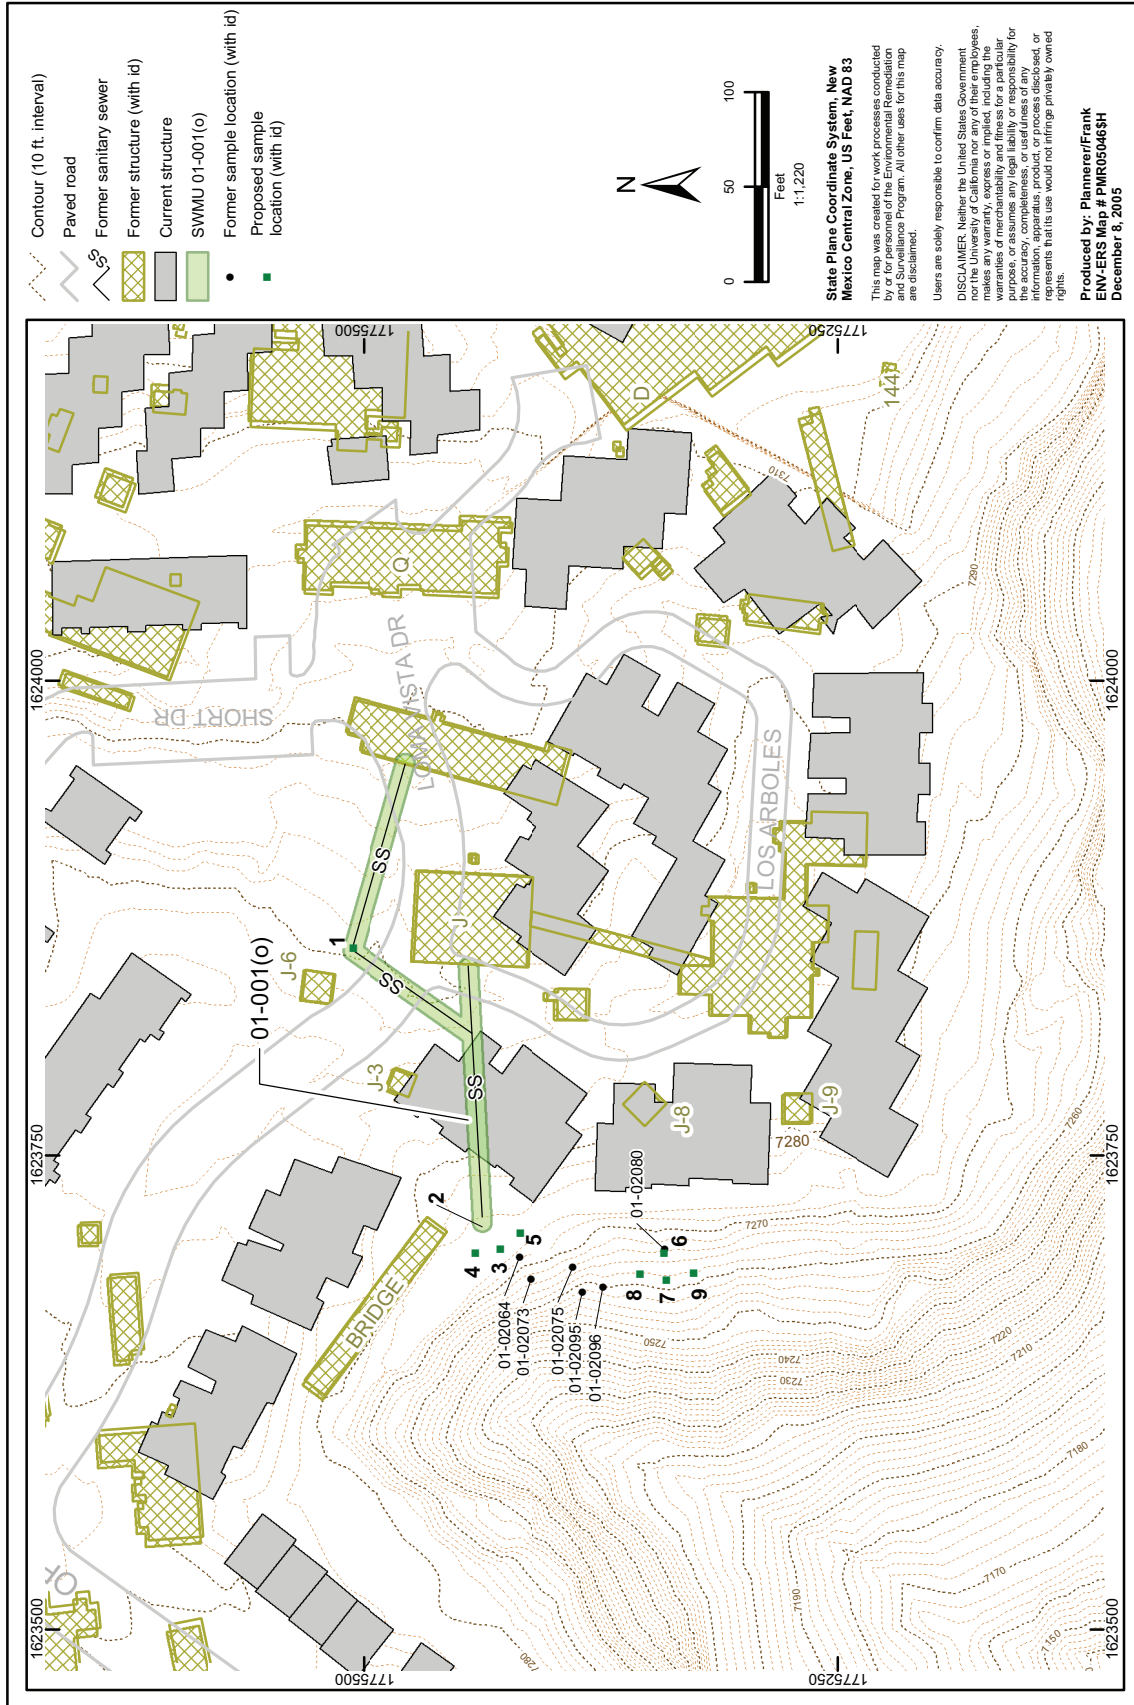 Contour (10 ft. interval)
Paved road
SS
Former sanitary sewer
Former structure (with id)
Current structure
SWMU 01-001(o)
Former sample location (with id)
Proposed sample
location (with id)
N
0
50
100
Feet
1:1,220
State Plane Coordinate System, New
Mexico Central Zone, US Feet, NAD 83
This map was created for work processes conducted
by or for personnel of the Environmental Remediation
and Surveillance Program. All other uses for this map
are disclaimed.
Users are solely responsible to confirm data accuracy.
DISCLAIMER: Neither the United States Government
nor the University of California nor any of their employees,
makes any warranty, express or implied, including the
warranties of merchantability and fitness for a particular
purpose, or assumes any legal liability or responsibility for
the accuracy, completeness, or usefulness of any
information, apparatus, product, or process disclosed, or
represents that its use would not infringe privately owned
rights.
Produced by: Plannerer/Frank
ENV-ERS Map # PMR05046$H
December 8, 2005
1623500
1623750
1624000
1775500
1775500
1775250
1775250
1623500
1623750
1624000
SHORT DR
LOMA VISTA DR
LOS ARBOLES
BRIDGE
01-001(o)
SS
SS
SS
J-6
J-3
J
Q
D
144
J-8
J-9
1
2
3
4
5
6
7
8
9
01-02064
01-02073
01-02075
01-02095
01-02096
01-02080
7310
7290
7280
7280
7270
7260
7250
7240
7230
7220
7210
7190
7180
7170
7150